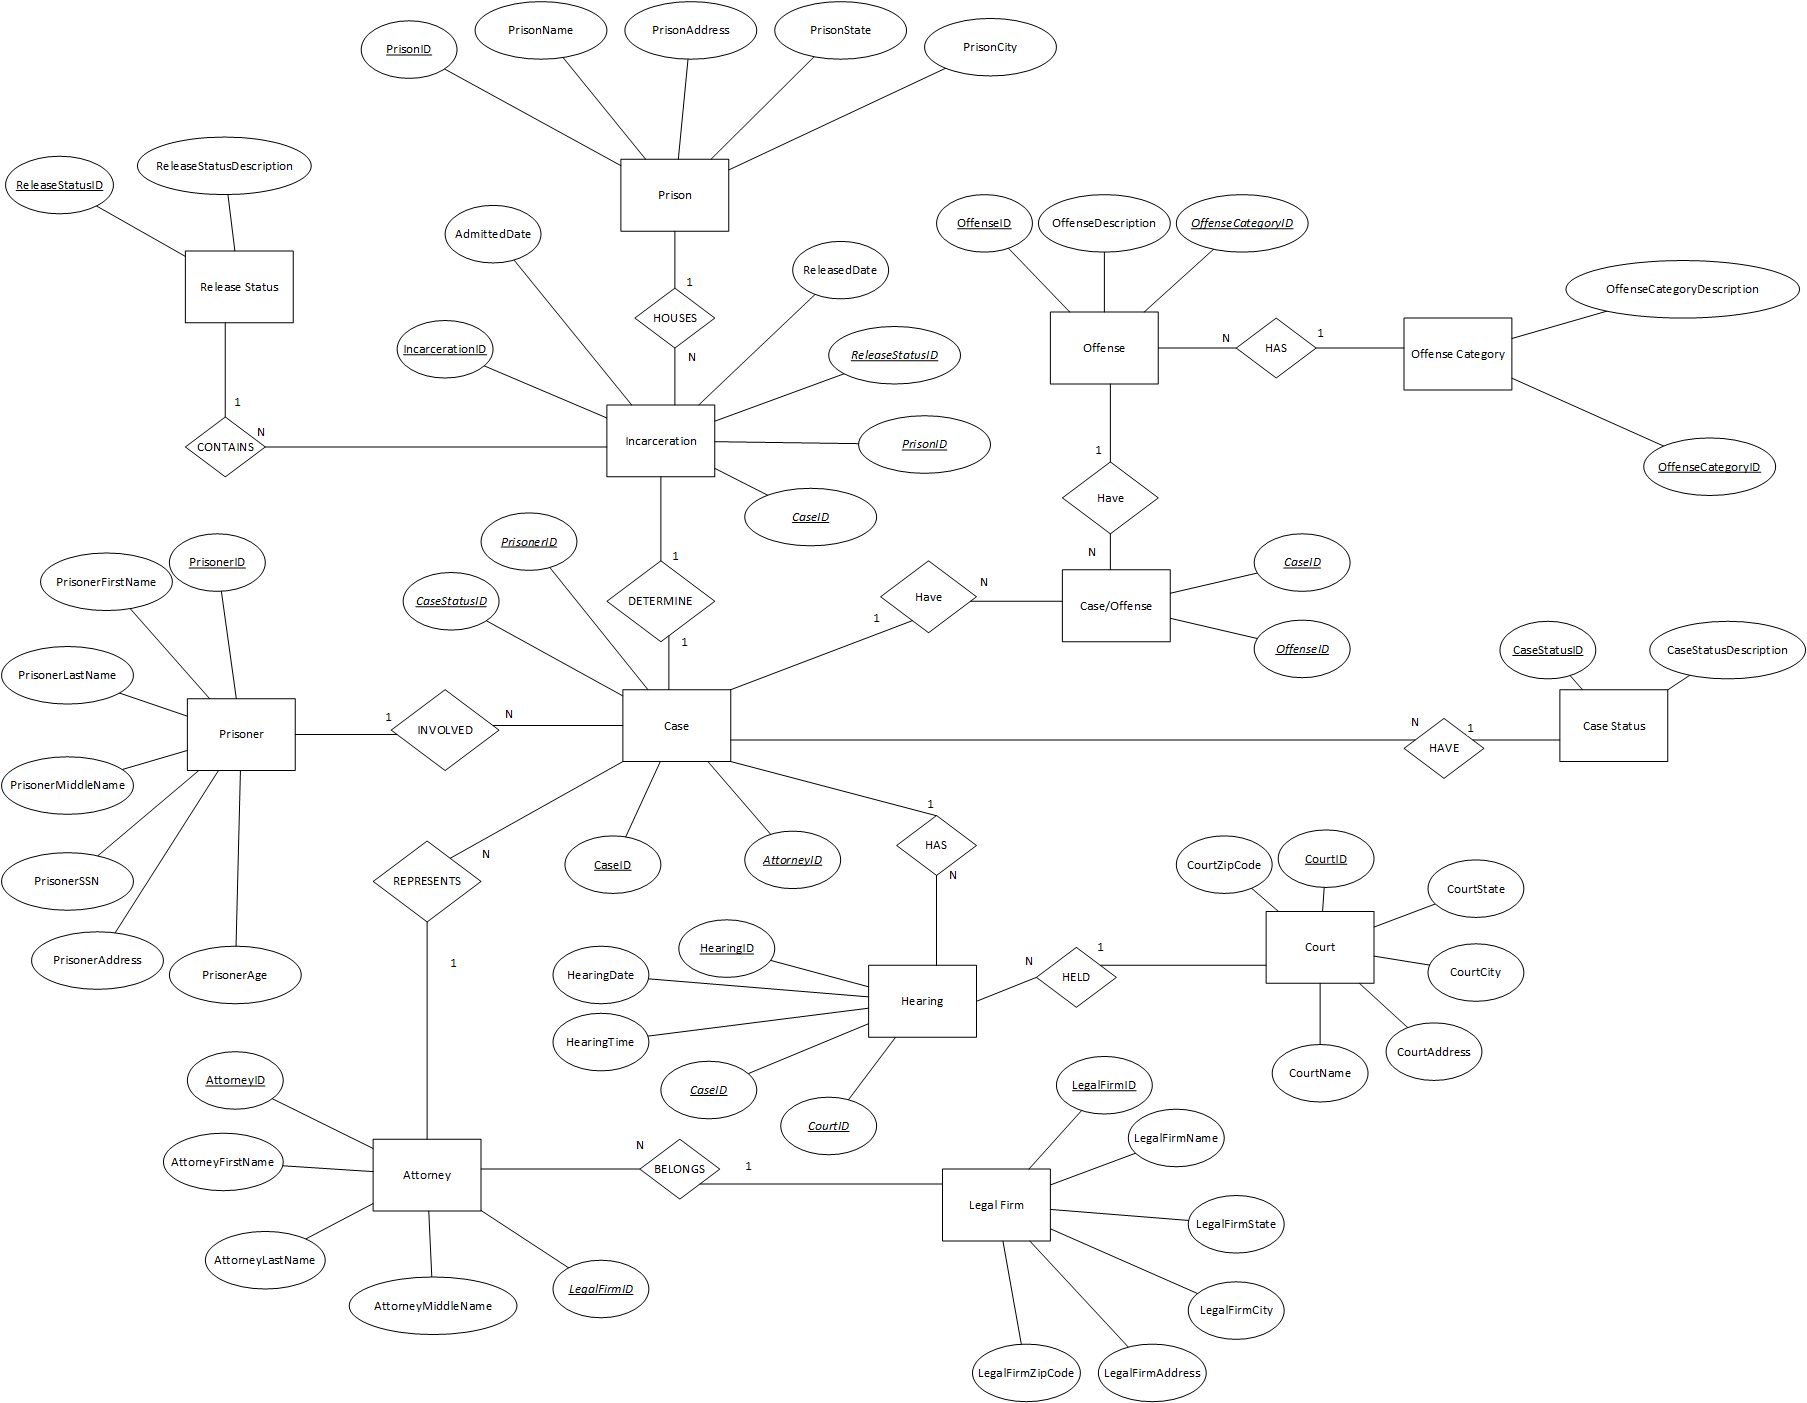 PrisonID
PrisonName
PrisonAddress
PrisonState
PrisonCity
Prison
ReleaseStatusID
ReleaseStatusDescription
Release Status
AdmittedDate
1
HOUSES
N
ReleasedDate
IncarcerationID
ReleaseStatusID
PrisonID
CaseID
Incarceration
1
N
CONTAINS
OffenseID
OffenseDescription
OffenseCategoryID
Offense
N
HAS
1
Offense Category
OffenseCategoryDescription
OffenseCategoryID
1
Have
N
Case/Offense
CaseID
OffenseID
PrisonerID
CaseStatusID
1
DETERMINE
1
Have
N
1
PrisonerFirstName
PrisonerID
PrisonerLastName
Prisoner
PrisonerMiddleName
PrisonerSSN
PrisonerAddress
PrisonerAge
1
INVOLVED
N
Case
CaseStatusID
CaseStatusDescription
Case Status
N
HAVE
1
CaseID
AttorneyID
1
HAS
N
N
REPRESENTS
1
HearingID
HearingDate
HearingTime
CaseID
CourtID
Hearing
N
HELD
1
CourtZipCode
CourtID
CourtState
Court
CourtCity
CourtAddress
CourtName
AttorneyID
AttorneyFirstName
Attorney
AttorneyLastName
AttorneyMiddleName
LegalFirmID
N
BELONGS
1
LegalFirmID
LegalFirmName
Legal Firm
LegalFirmState
LegalFirmCity
LegalFirmZipCode
LegalFirmAddress